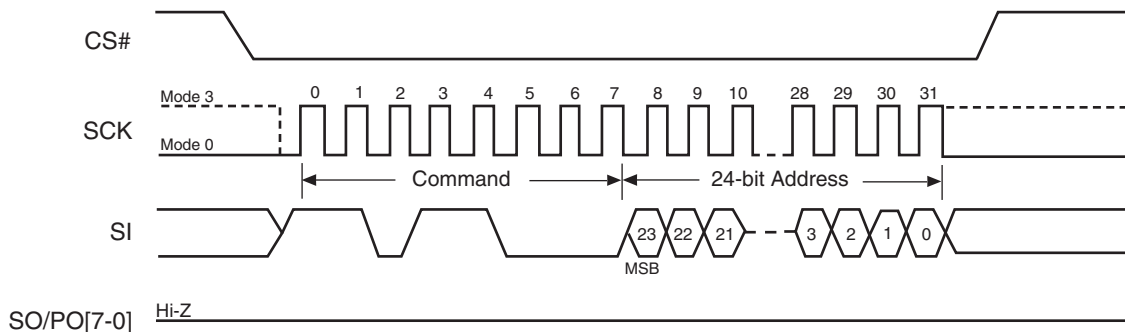 CS#
Mode 3
0 1 2 3 4 5 6 7 8 9 10 28 29 30 31
SCK
Mode 0
Command 24-bit Address
SI
23 22 21 3 2 1 0
MSB
Hi-Z
SO/PO[7-0]